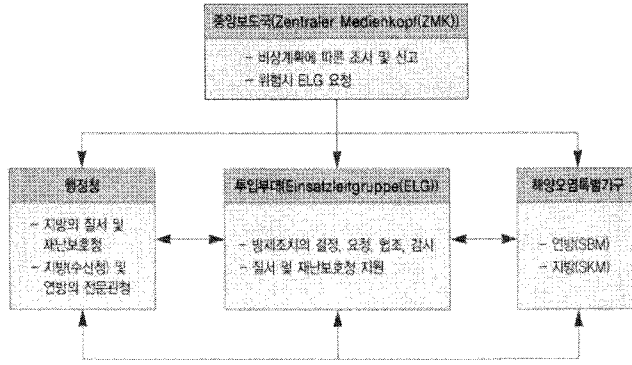 중앙보도국(Zentraler Medienkopf(ZMK))
- 비상계획에 따른 조사 및 신고
- 위험시 ELG 요청
행정청
- 지방의 질서 및
재난보호청
- 지방(수산청) 및
연방의 전문관청
투입부대(Einsatzleitgruppe(ELG))
- 방제조치의 결정, 요청, 협조, 감시
- 질서 및 재난보호청 지원
해양오염특별기구
- 연방(SBM)
- 지방(SKM)